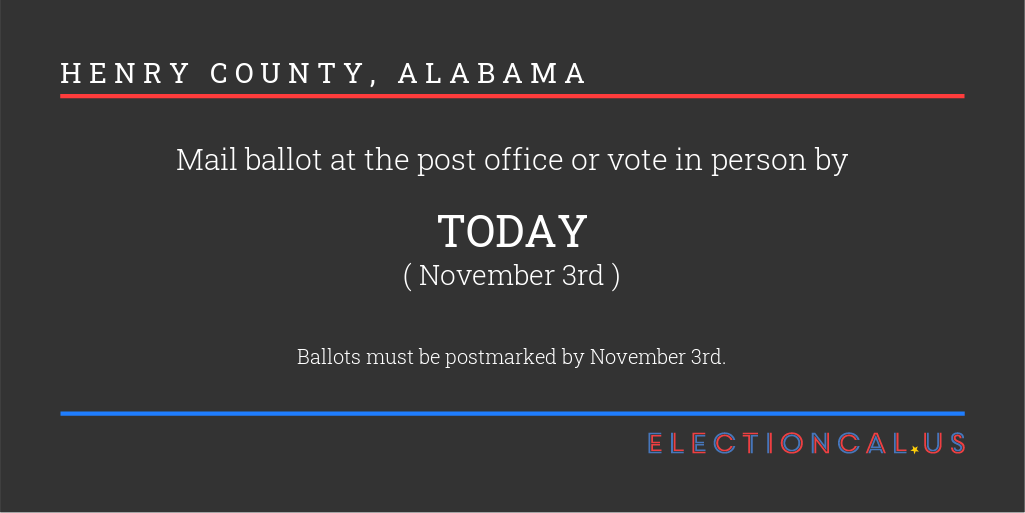 HENRY COUNTY, ALABAMA
Mail ballot at the post office or vote in person by
TODAY
( November 3rd )
Ballots must be postmarked by November 3rd.
ELECTIONCAL.US